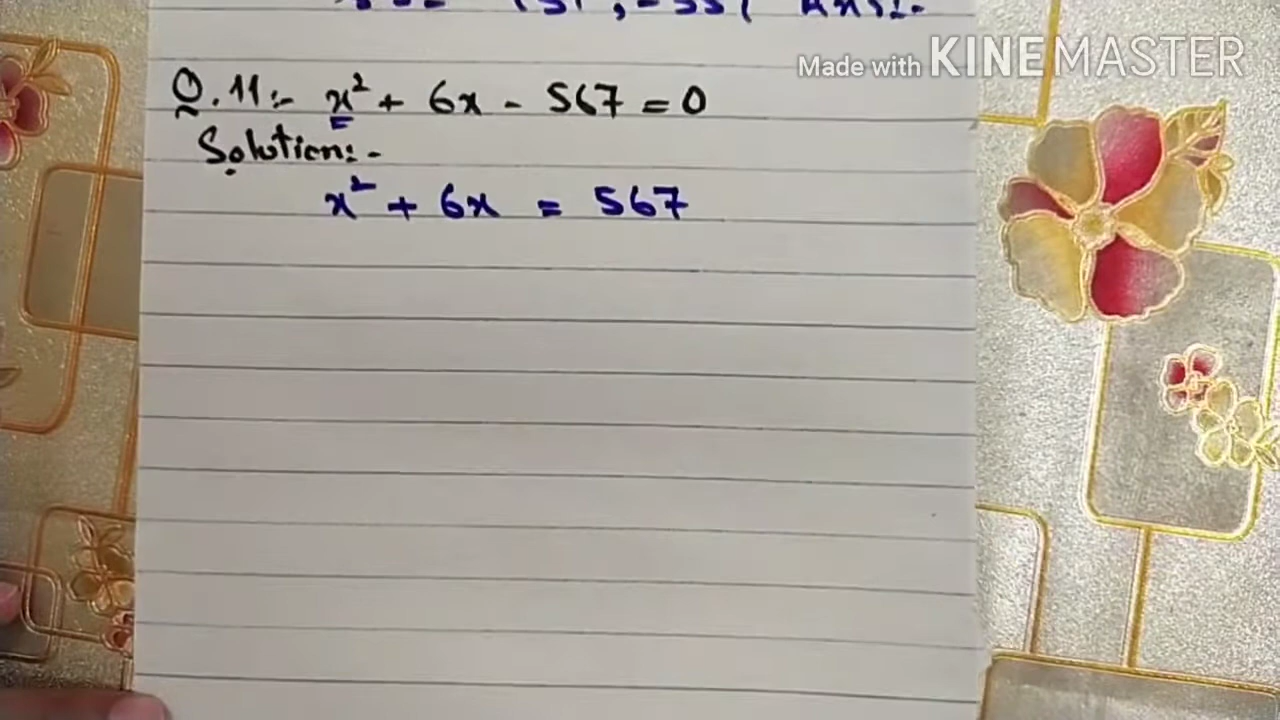 Made with KINEMASTER
Q.11:- x² + 6x - 567 = 0
Solution:-
x² + 6x = 567